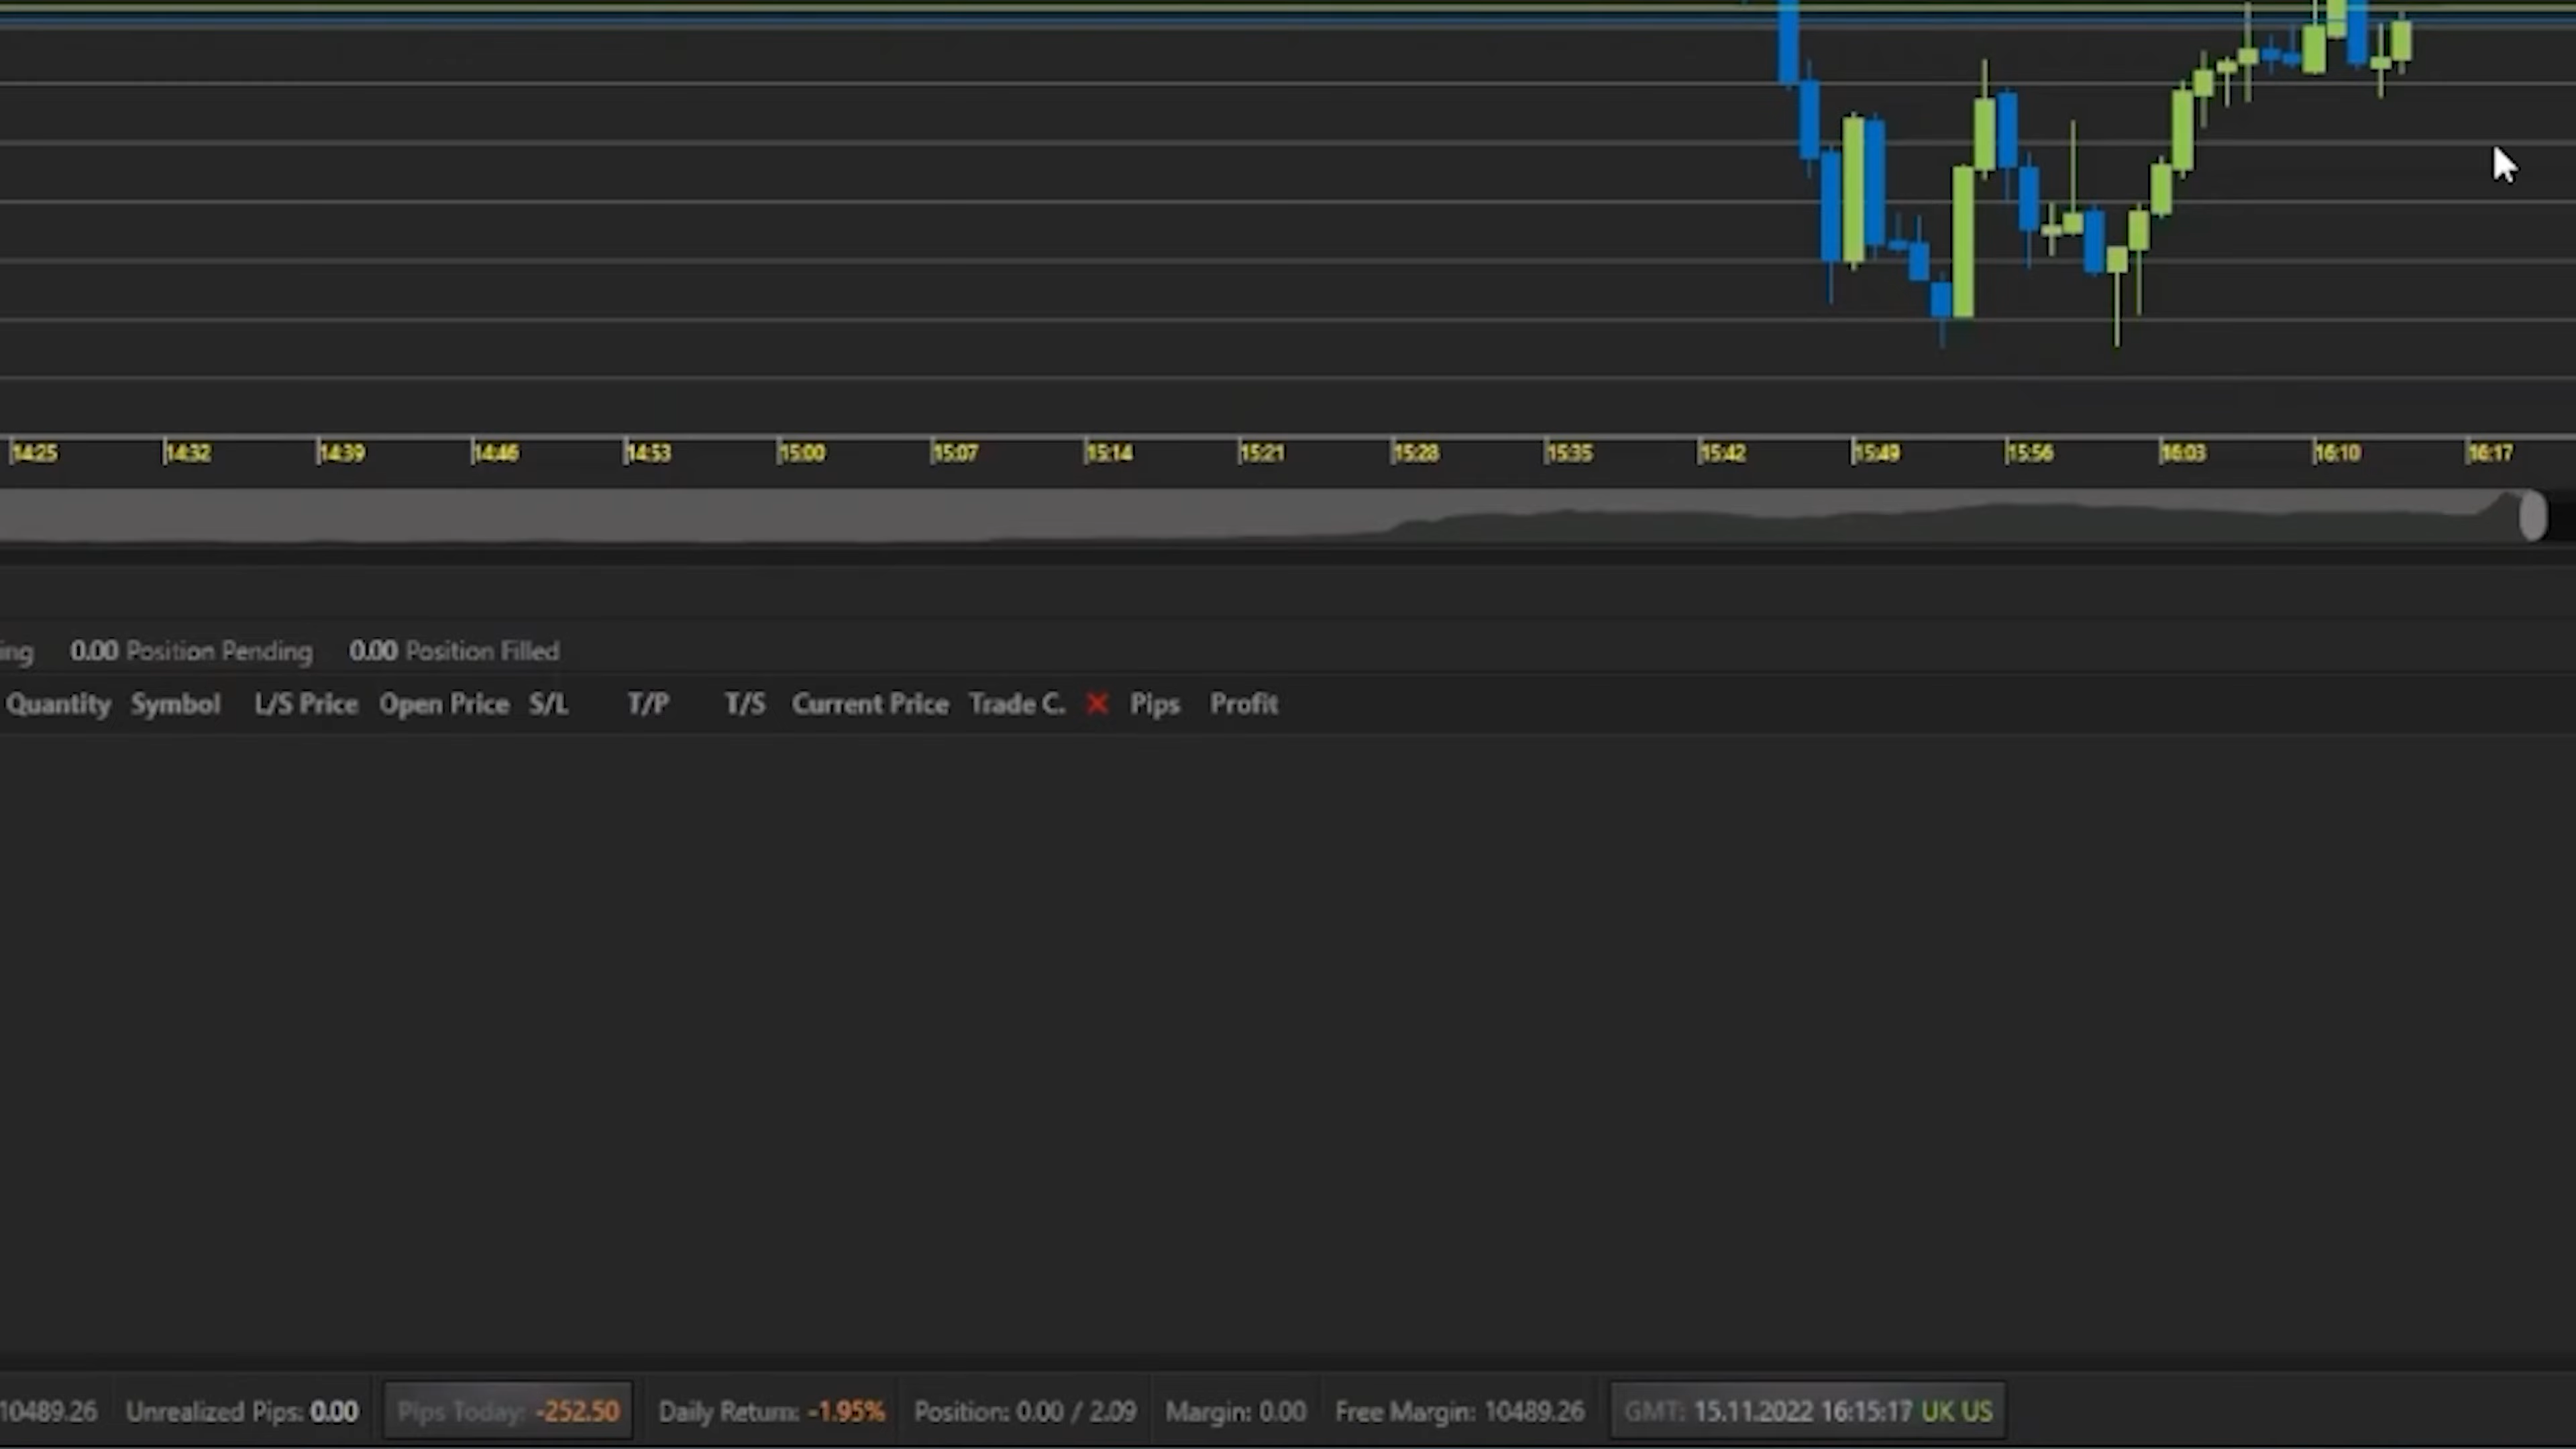 14:25 14:32 14:39 14:46 14:53 15:00 15:07 15:14 15:21 15:28 15:35 15:42 15:49 15:56 16:03 16:10 16:17
ing 0.00 Position Pending 0.00 Position Filled
Quantity Symbol L/S Price Open Price S/L T/P T/S Current Price Trade C. Pips Profit
10489.26 Unrealized Pips: 0.00 Pips Today: -252.50 Daily Return: -1.95% Position: 0.00 / 2.09 Margin: 0.00 Free Margin: 10489.26 GMT: 15.11.2022 16:15:17 UK US